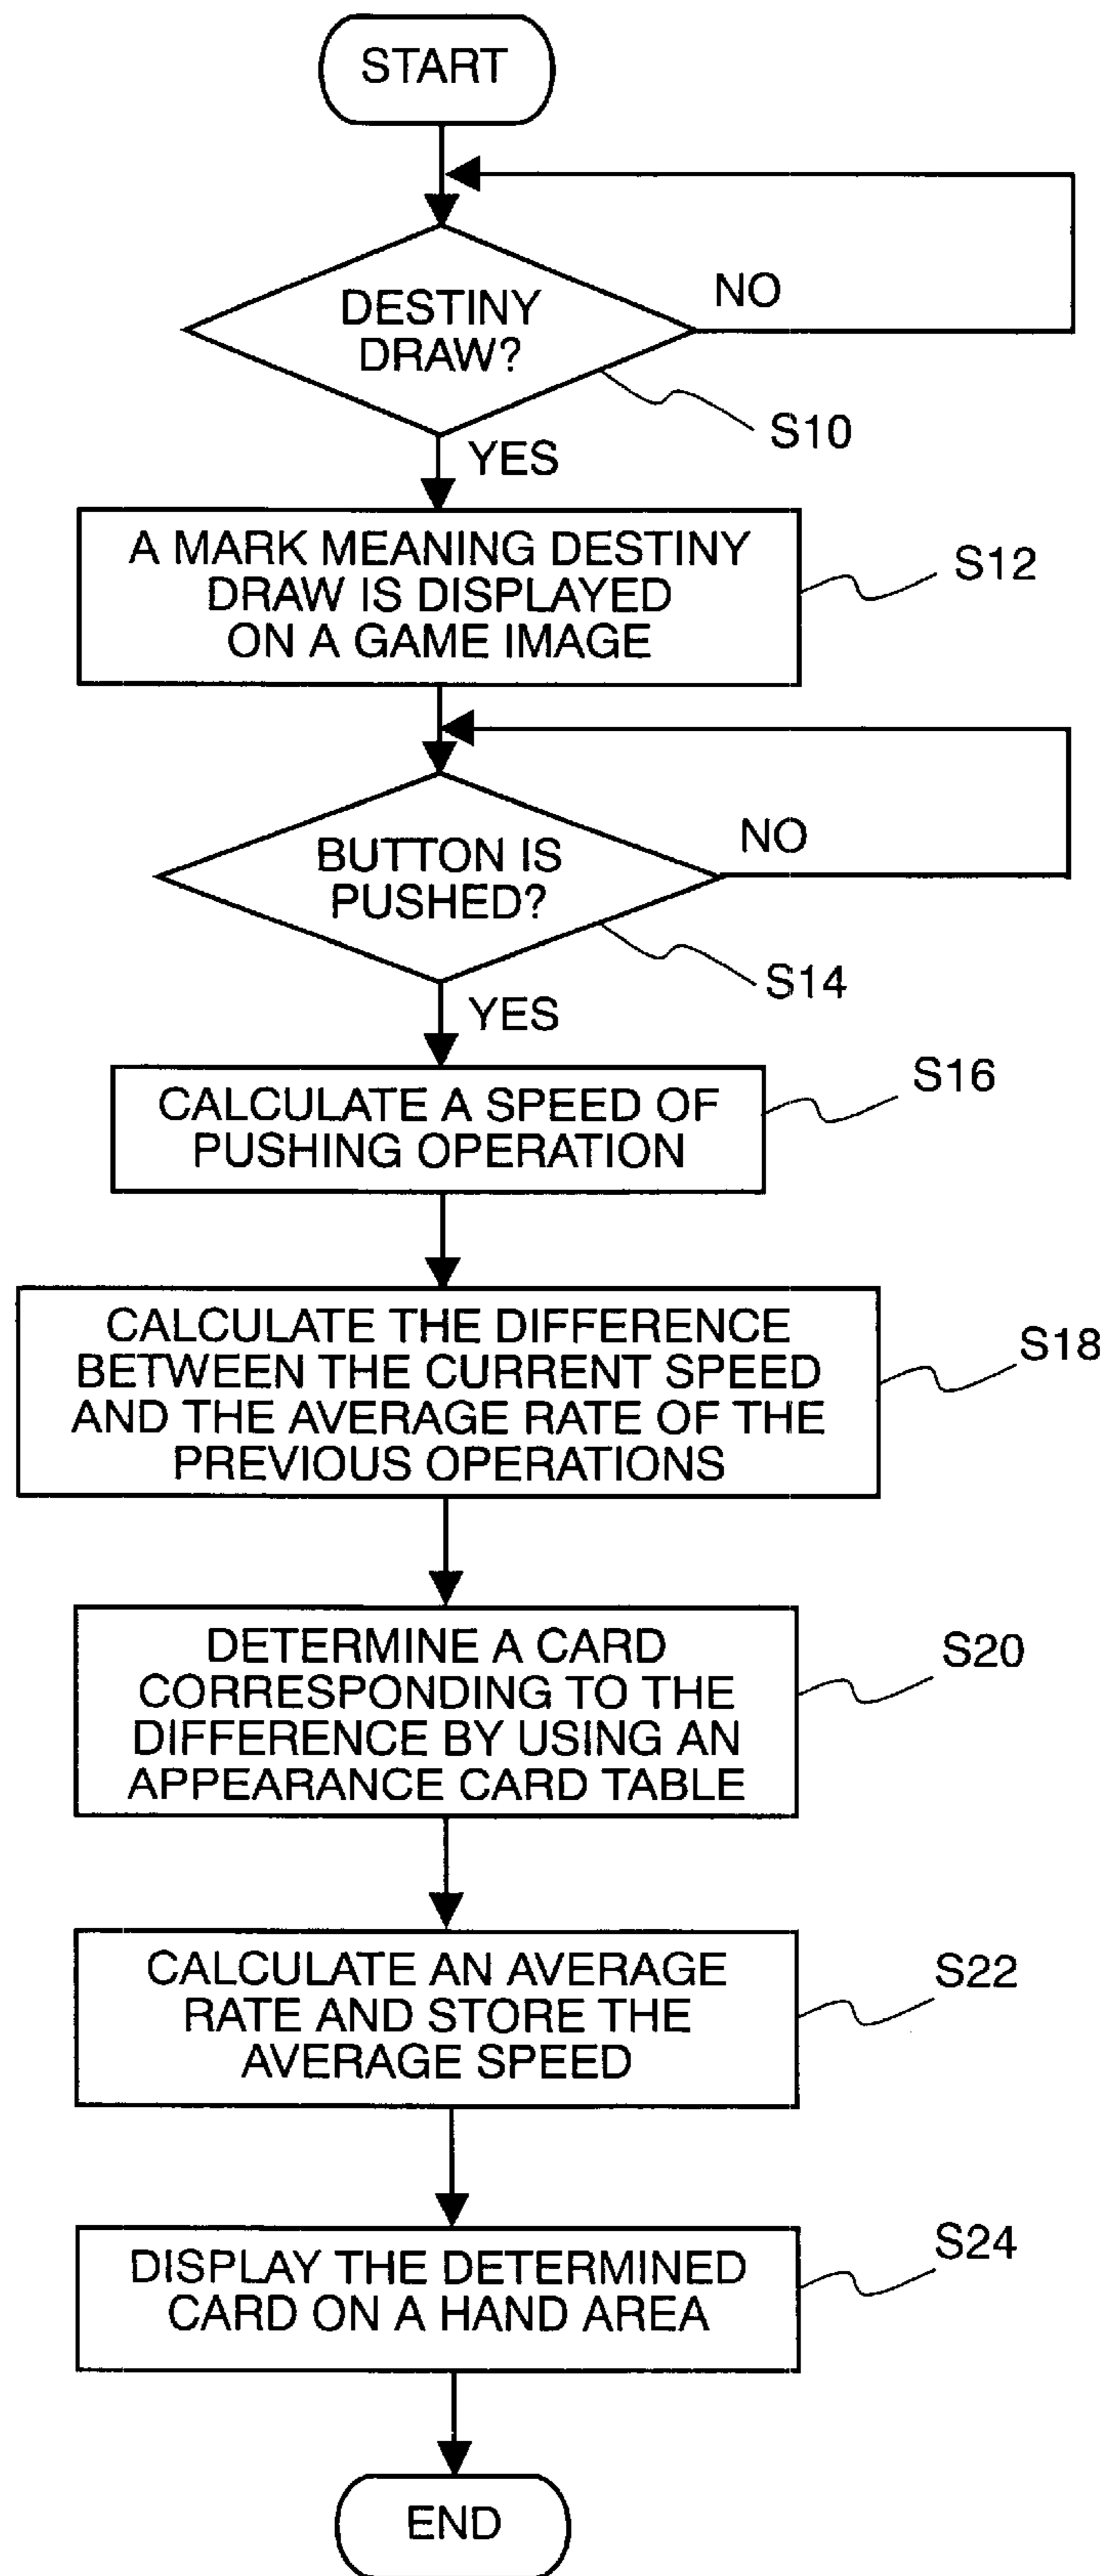 START
NO
DESTINY
DRAW?
S10
YES
A MARK MEANING DESTINY
DRAW IS DISPLAYED
ON A GAME IMAGE
S12
NO
BUTTON IS
PUSHED?
S14
YES
CALCULATE A SPEED OF
PUSHING OPERATION
S16
CALCULATE THE DIFFERENCE
BETWEEN THE CURRENT SPEED
AND THE AVERAGE RATE OF THE
PREVIOUS OPERATIONS
S18
DETERMINE A CARD
CORRESPONDING TO THE
DIFFERENCE BY USING AN
APPEARANCE CARD TABLE
S20
CALCULATE AN AVERAGE
RATE AND STORE THE
AVERAGE SPEED
S22
DISPLAY THE DETERMINED
CARD ON A HAND AREA
S24
END